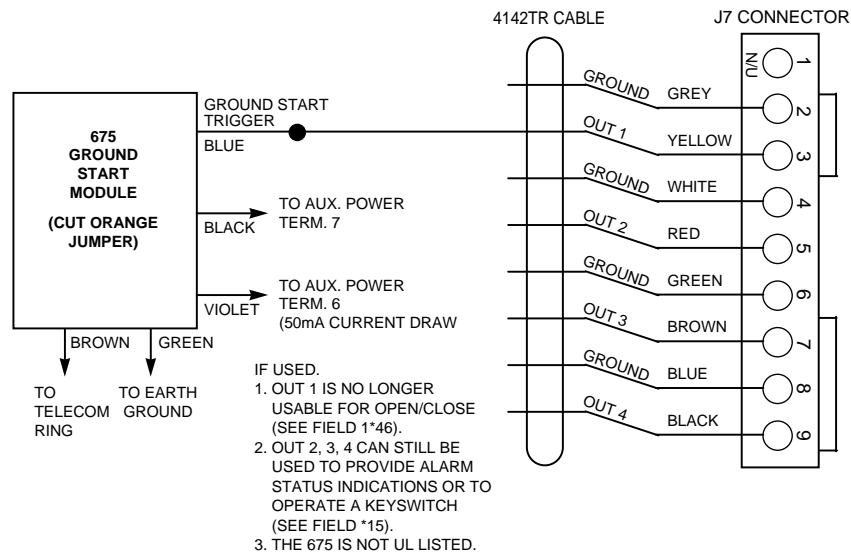 4142TR CABLE
J7 CONNECTOR
675
GROUND
START
MODULE
(CUT ORANGE
JUMPER)
GROUND START
TRIGGER
BLUE
BLACK
TO AUX. POWER
TERM. 7
VIOLET
TO AUX. POWER
TERM. 6
(50mA CURRENT DRAW
BROWN
GREEN
TO
TELECOM
RING
TO EARTH
GROUND
IF USED.
1. OUT 1 IS NO LONGER
USABLE FOR OPEN/CLOSE
(SEE FIELD 1*46).
2. OUT 2, 3, 4 CAN STILL BE
USED TO PROVIDE ALARM
STATUS INDICATIONS OR TO
OPERATE A KEYSWITCH
(SEE FIELD *15).
3. THE 675 IS NOT UL LISTED.
N/U 1
GROUND GREY 2
OUT 1 YELLOW 3
GROUND WHITE 4
OUT 2 RED 5
GROUND GREEN 6
OUT 3 BROWN 7
GROUND BLUE 8
OUT 4 BLACK 9